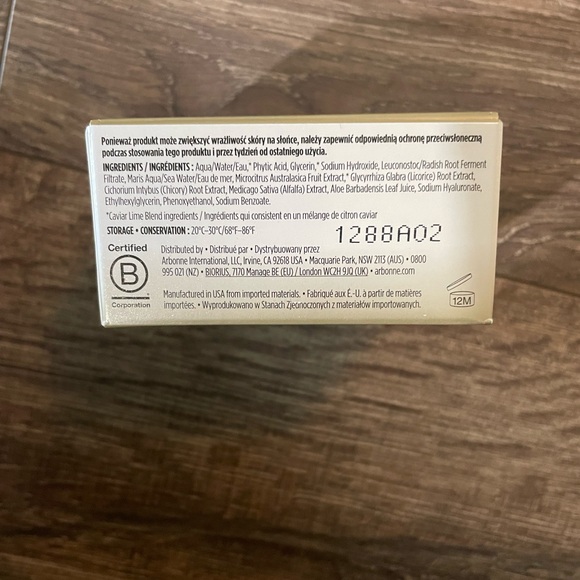 Ponieważ produkt może zwiększyć wrażliwość skóry na słońce, należy zapewnić odpowiednią ochronę przeciwsłoneczną
podczas stosowania tego produktu i przez tydzień od ostatniego użycia.
INGREDIENTS / INGRÉDIENTS : Aqua/Water/Eau,* Phytic Acid, Glycerin,* Sodium Hydroxide, Leuconostor/Radish Root Ferment
Filtrate, Maris Aqua/Sea Water/Eau de mer, Microcitrus Australasica Fruit Extract,* Glycyrrhiza Glabra (Licorice) Root Extract,
Cichorium Intybus (Chicory) Root Extract, Medicago Sativa (Alfalfa) Extract, Aloe Barbadensis Leaf Juice, Sodium Hyaluronate,
Ethylhexylglycerin, Phenoxyethanol, Sodium Benzoate.
*Caviar Lime Blend ingredients / Ingrédients qui consistent en un mélange de citron caviar
STORAGE • CONSERVATION : 20°C–30°C/68°F–86°F
1288A02
Certified
B
Corporation
Distributed by • Distribué par • Dystrybuowany przez
Arbonne International, LLC, Irvine, CA 92618 USA • Macquarie Park, NSW 2113 (AUS) • 0800
995 021 (NZ) • BIORIUS, 7170 Manage BE (EU) / London WC2H 9JQ (UK) • arbonne.com
Manufactured in USA from imported materials. • Fabriqué aux É.-U. à partir de matières
importées. • Wyprodukowano w Stanach Zjednoczonych z materiałów importowanych.
12M